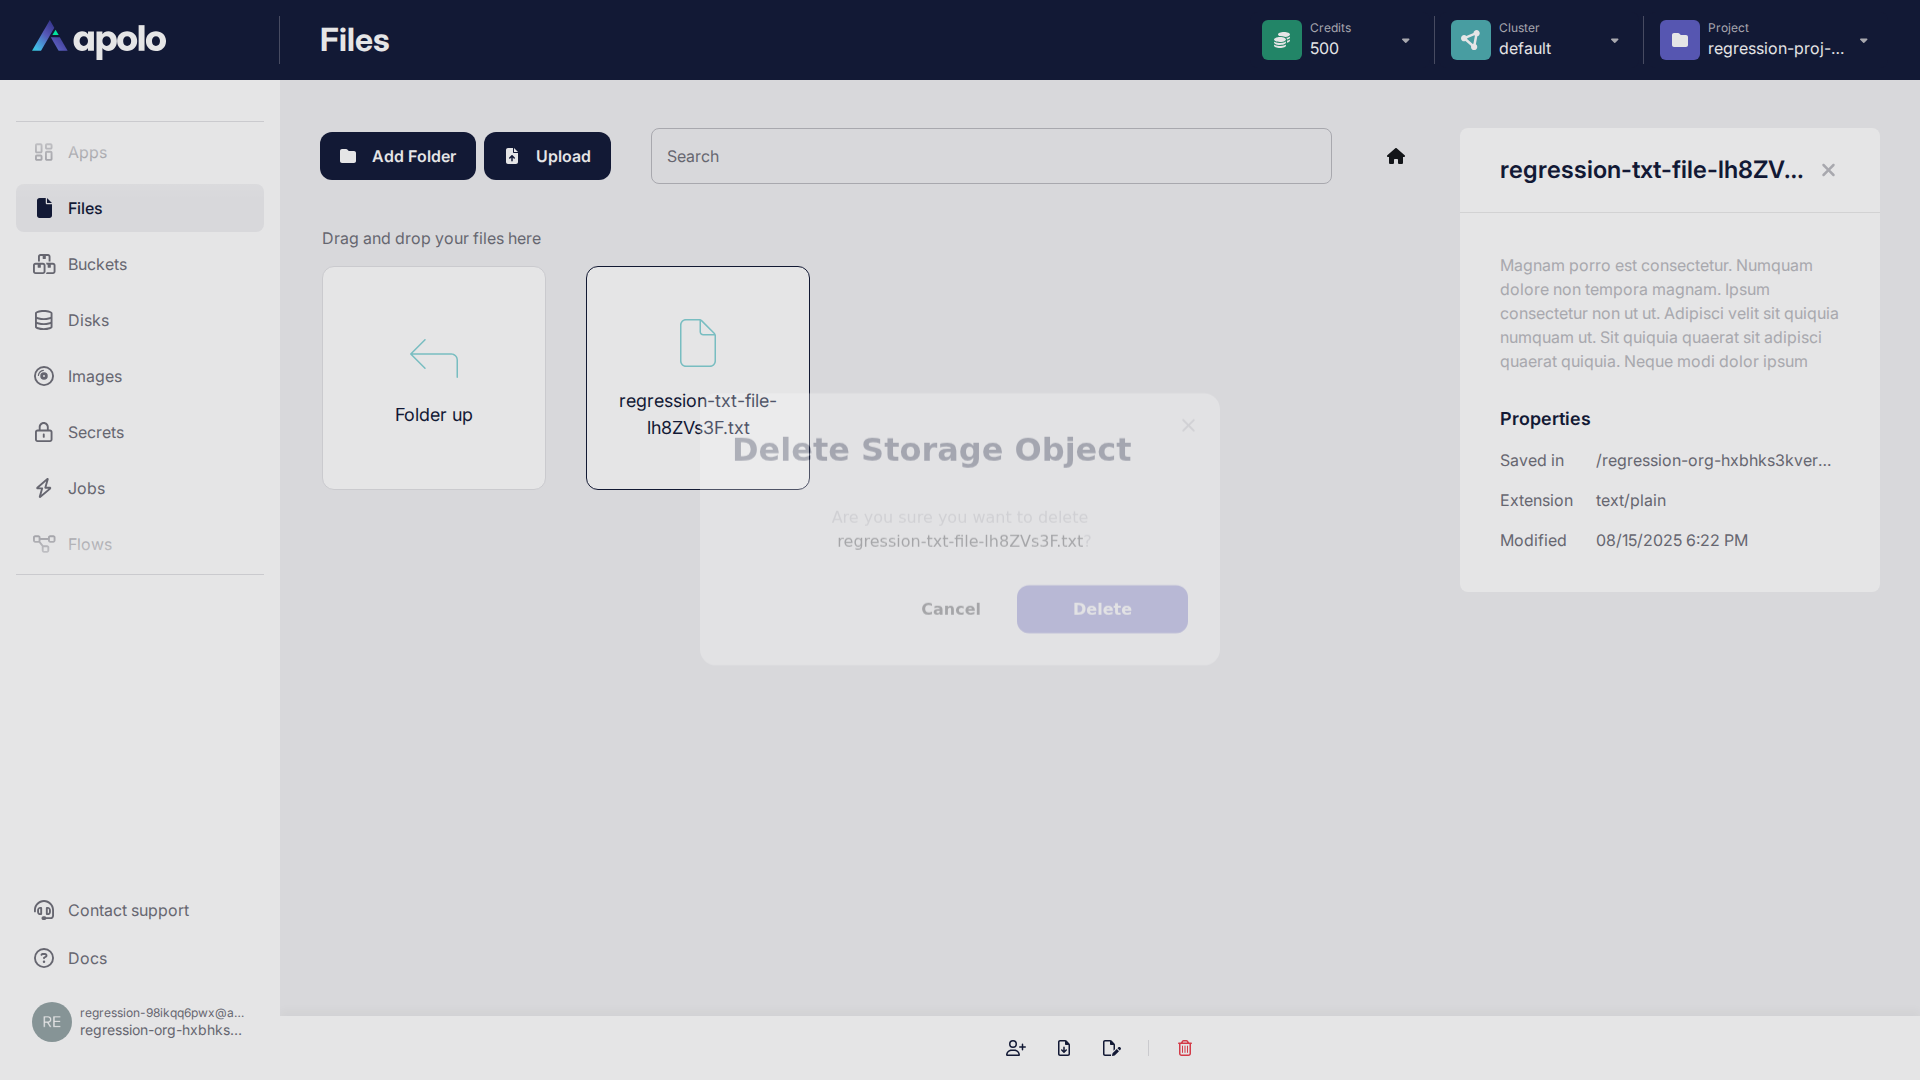 apolo
Files
Credits
500
Cluster
default
Project
regression-proj-...
Apps
Files
Buckets
Disks
Images
Secrets
Jobs
Flows
Contact support
Docs
RE
regression-98ikqq6pwx@a...
regression-org-hxbhks...
Add Folder
Upload
Search
Drag and drop your files here
Folder up
regression-txt-file-
lh8ZVs3F.txt
Delete Storage Object
Are you sure you want to delete
regression-txt-file-lh8ZVs3F.txt?
Cancel
Delete
regression-txt-file-lh8ZV...
Magnam porro est consectetur. Numquam
dolore non tempora magnam. Ipsum
consectetur non ut ut. Adipisci velit sit quiquia
numquam ut. Sit quiquia quaerat sit adipisci
quaerat quiquia. Neque modi dolor ipsum
Properties
Saved in /regression-org-hxbhks3kver...
Extension text/plain
Modified 08/15/2025 6:22 PM